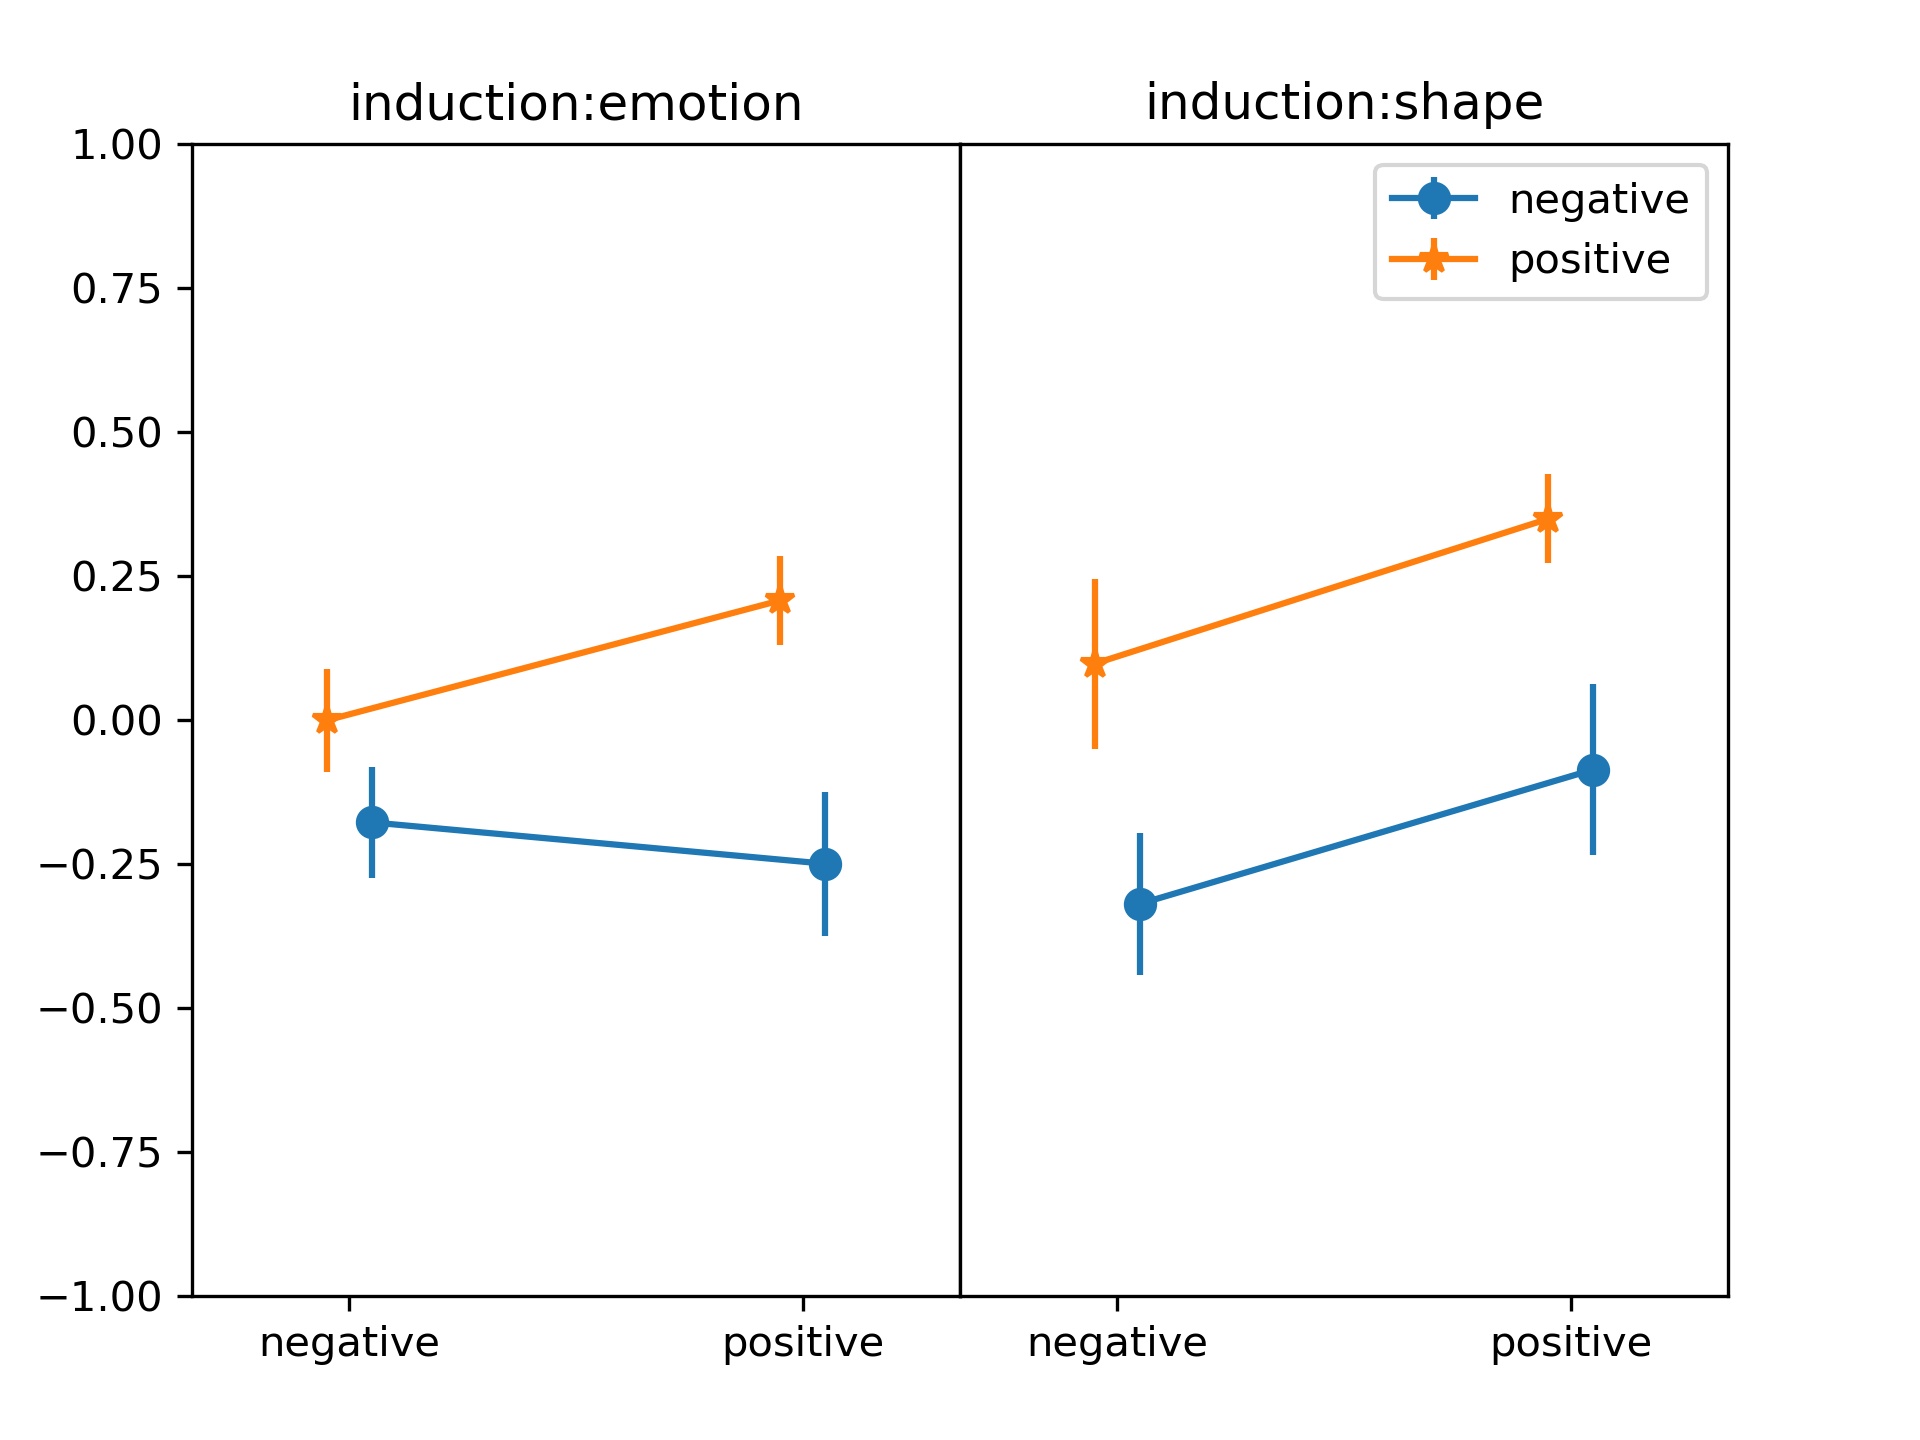 induction:emotion
induction:shape
1.00
0.75
0.50
0.25
0.00
−0.25
−0.50
−0.75
−1.00
negative
positive
negative
positive
negative
positive